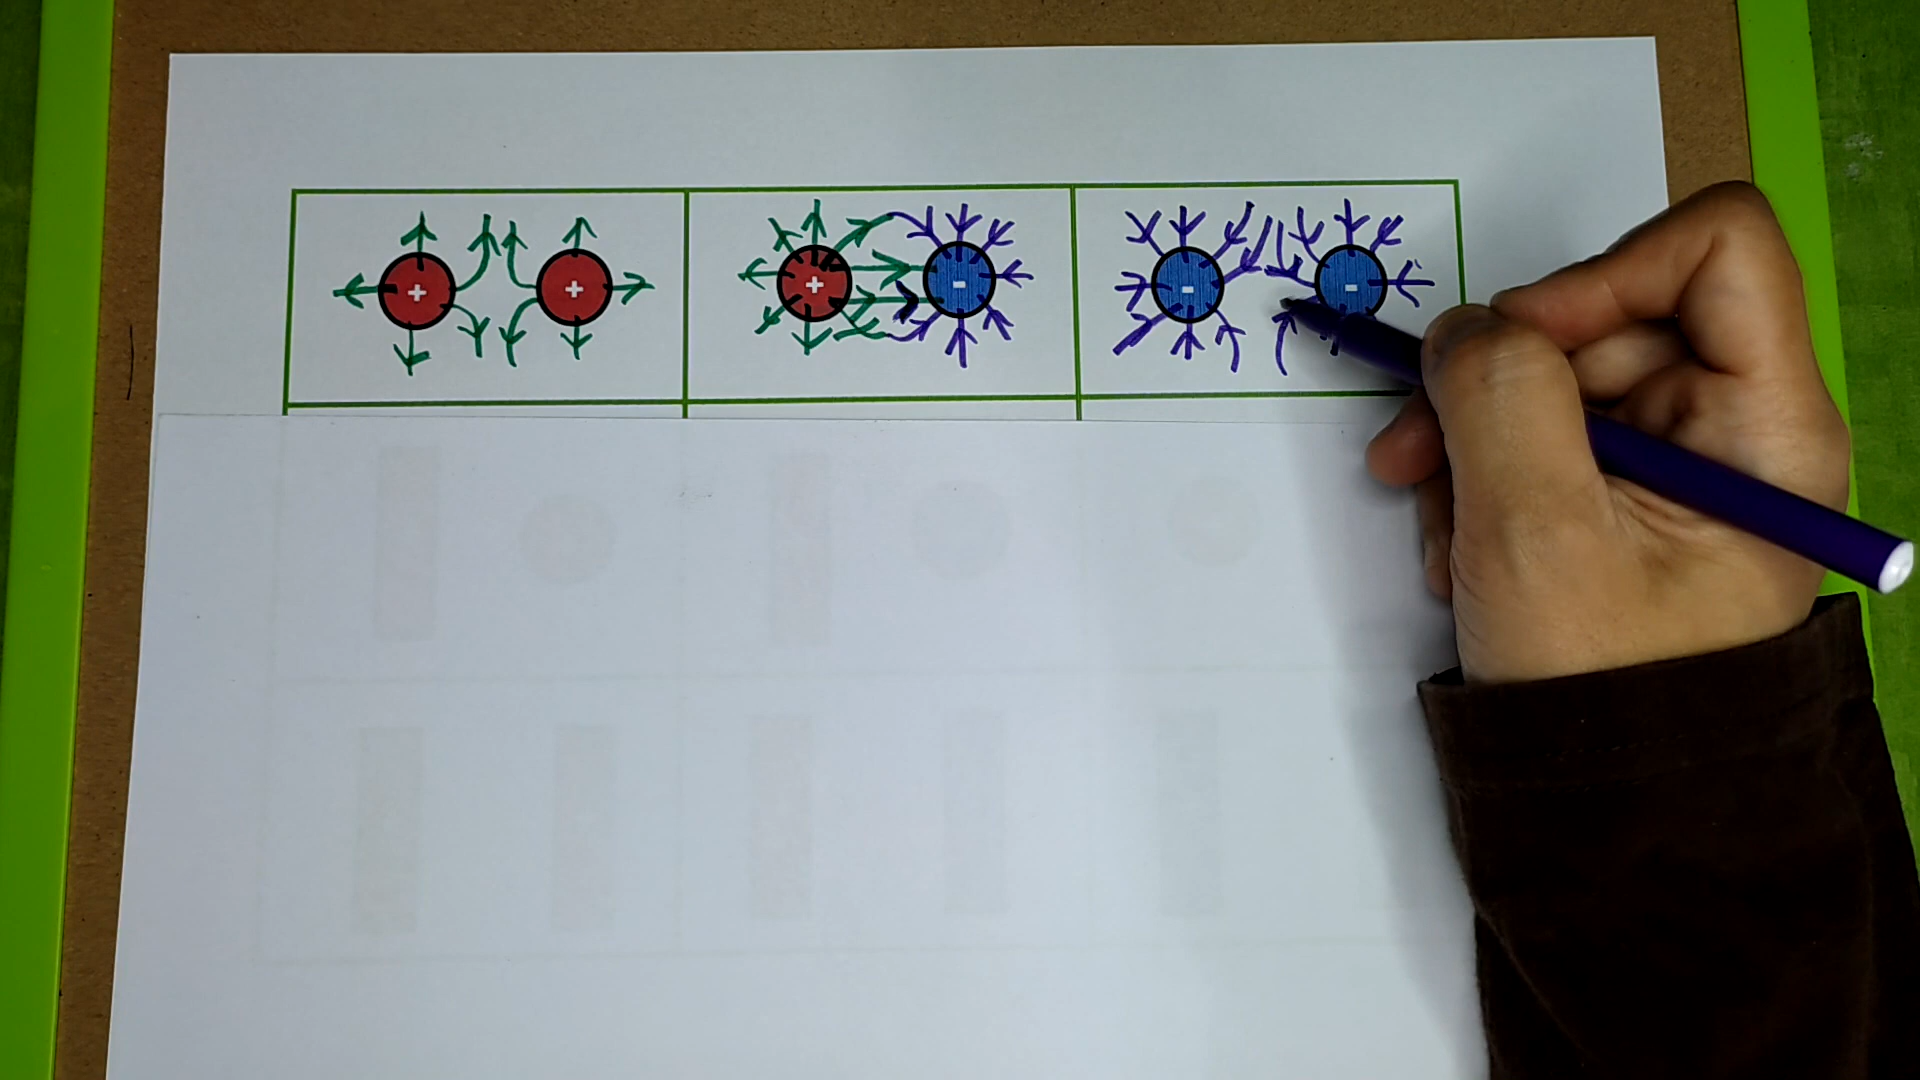 + + + - - -